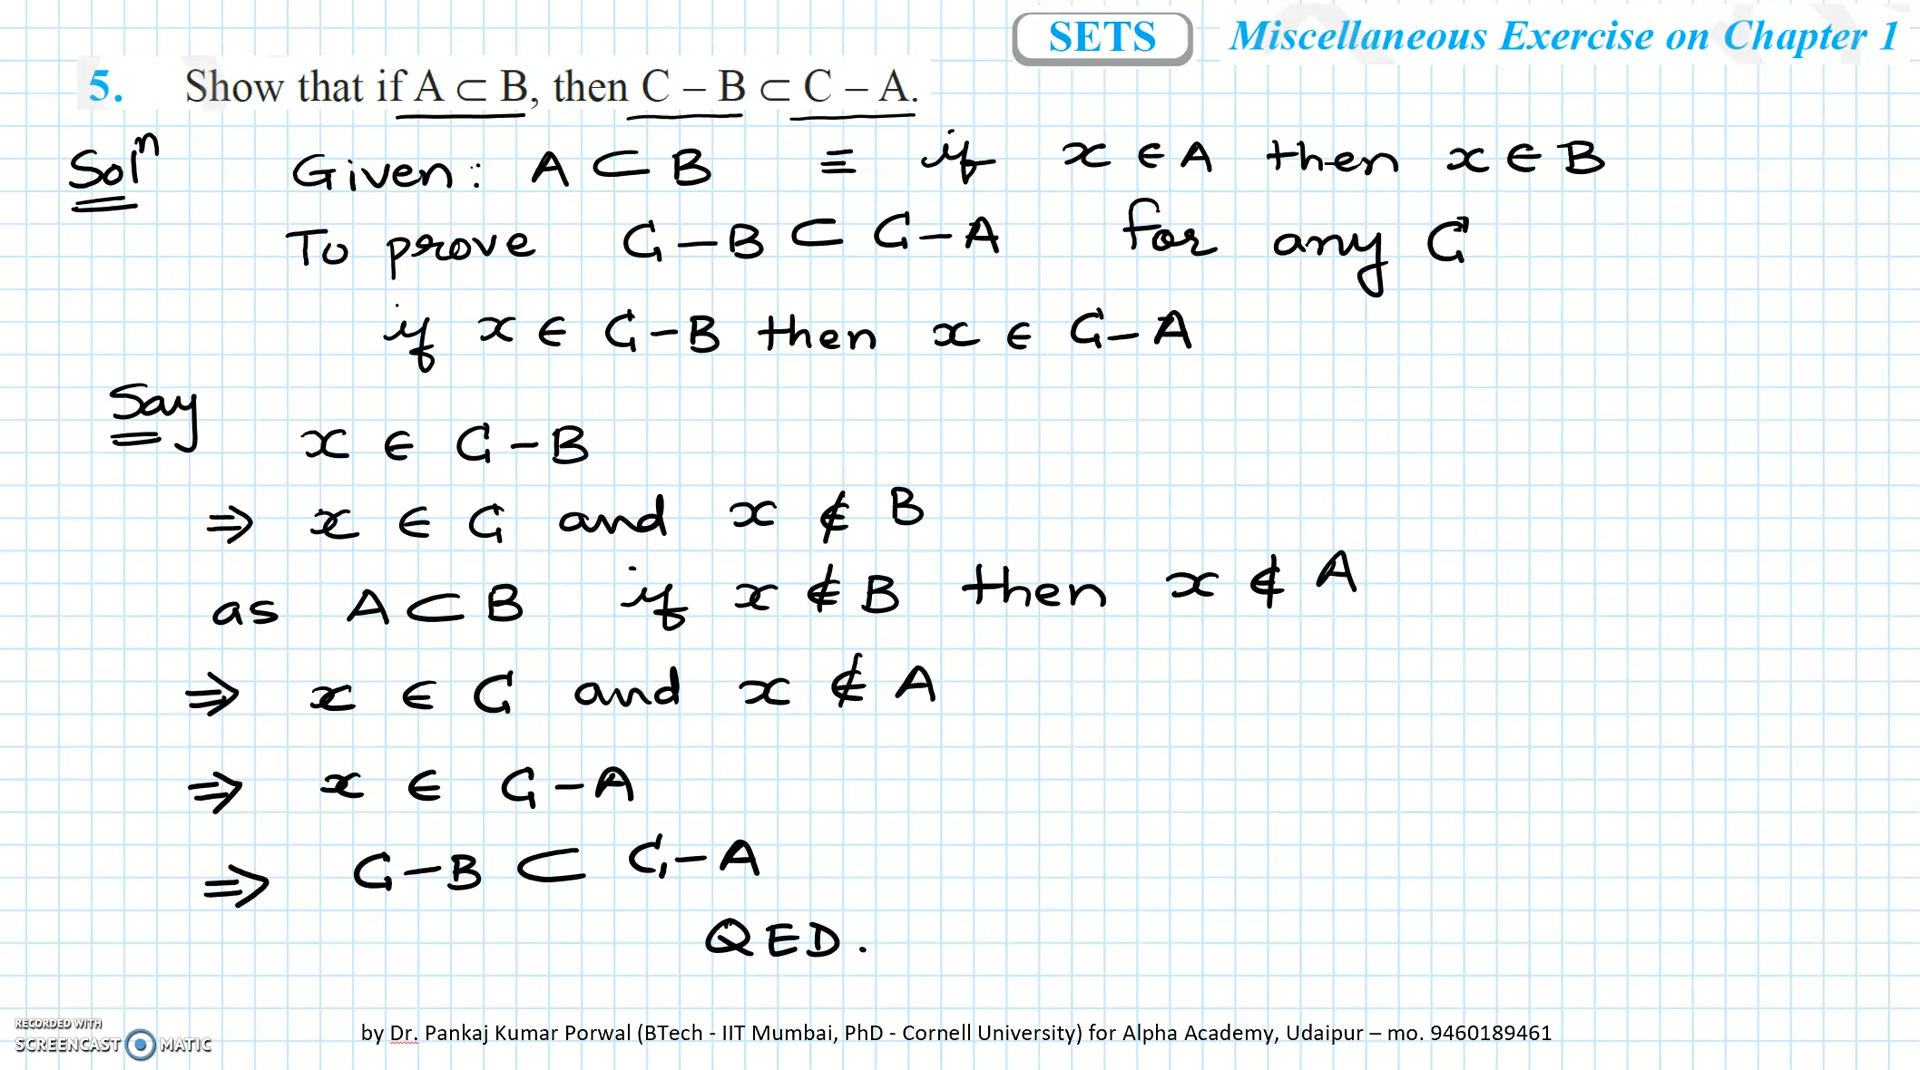 SETS Miscellaneous Exercise on Chapter 1
5. Show that if A ⊂ B, then C – B ⊂ C – A.
Solⁿ Given: A ⊂ B ≡ if x ∈ A then x ∈ B
To prove C – B ⊂ C – A for any C
if x ∈ C – B then x ∈ C – A
Say
x ∈ C – B
⇒ x ∈ C and x ∉ B
as A ⊂ B if x ∉ B then x ∉ A
⇒ x ∈ C and x ∉ A
⇒ x ∈ C – A
⇒ C – B ⊂ C – A
QED.
RECORDED WITH
SCREENCAST MATIC
by Dr. Pankaj Kumar Porwal (BTech - IIT Mumbai, PhD - Cornell University) for Alpha Academy, Udaipur – mo. 9460189461